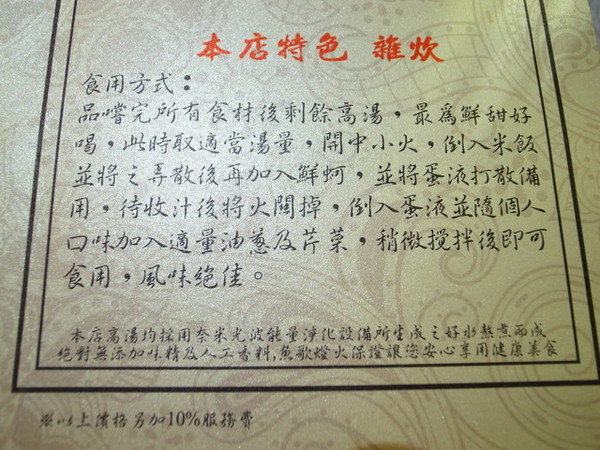 本店特色 雜炊
食用方式：
品嚐完所有食材後剩餘高湯，最為鮮甜好
喝，此時取適當湯量，開中小火，倒入米飯
並將之弄散後再加入鮮蚵，並將蛋液打散備
用，待收汁後將火關掉，倒入蛋液並隨個人
口味加入適量油蔥及芹菜，稍微攪拌後即可
食用，風味絕佳。
本店高湯均採用奈米光波能量淨化設備所生成之好水熬煮而成
絕對無添加味精及人工香料,魚歌燈火保證讓您安心享用健康美食
※以上價格另加10%服務費